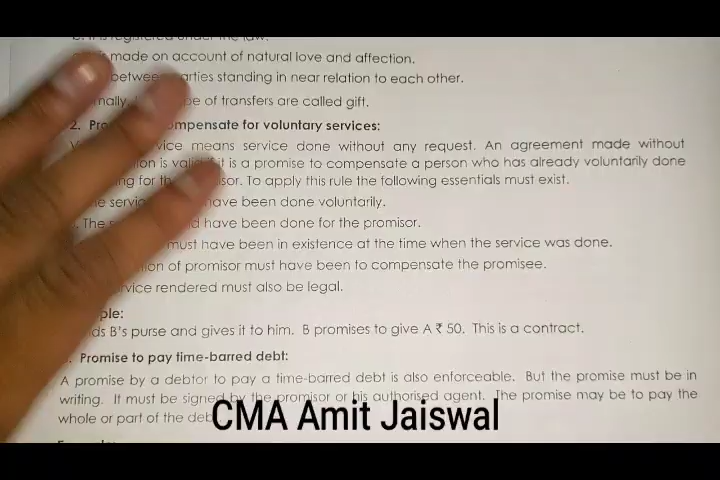 made on account of natural love and affection.
between parties standing in near relation to each other.
of transfers are called gift.
2. compensate for voluntary services:
means service done without any request. An agreement made without
is valid if it is a promise to compensate a person who has already voluntarily done
for the To apply this rule the following essentials must exist.
have been done voluntarily.
The have been done for the promisor.
must have been in existence at the time when the service was done.
of promisor must have been to compensate the promisee.
rendered must also be legal.
B's purse and gives it to him. B promises to give A ₹ 50. This is a contract.
Promise to pay time-barred debt:
A promise by a debtor to pay a time-barred debt is also enforceable. But the promise must be in
writing. It must be signed by the promisor or his authorised agent. The promise may be to pay the
whole or part of the
CMA Amit Jaiswal